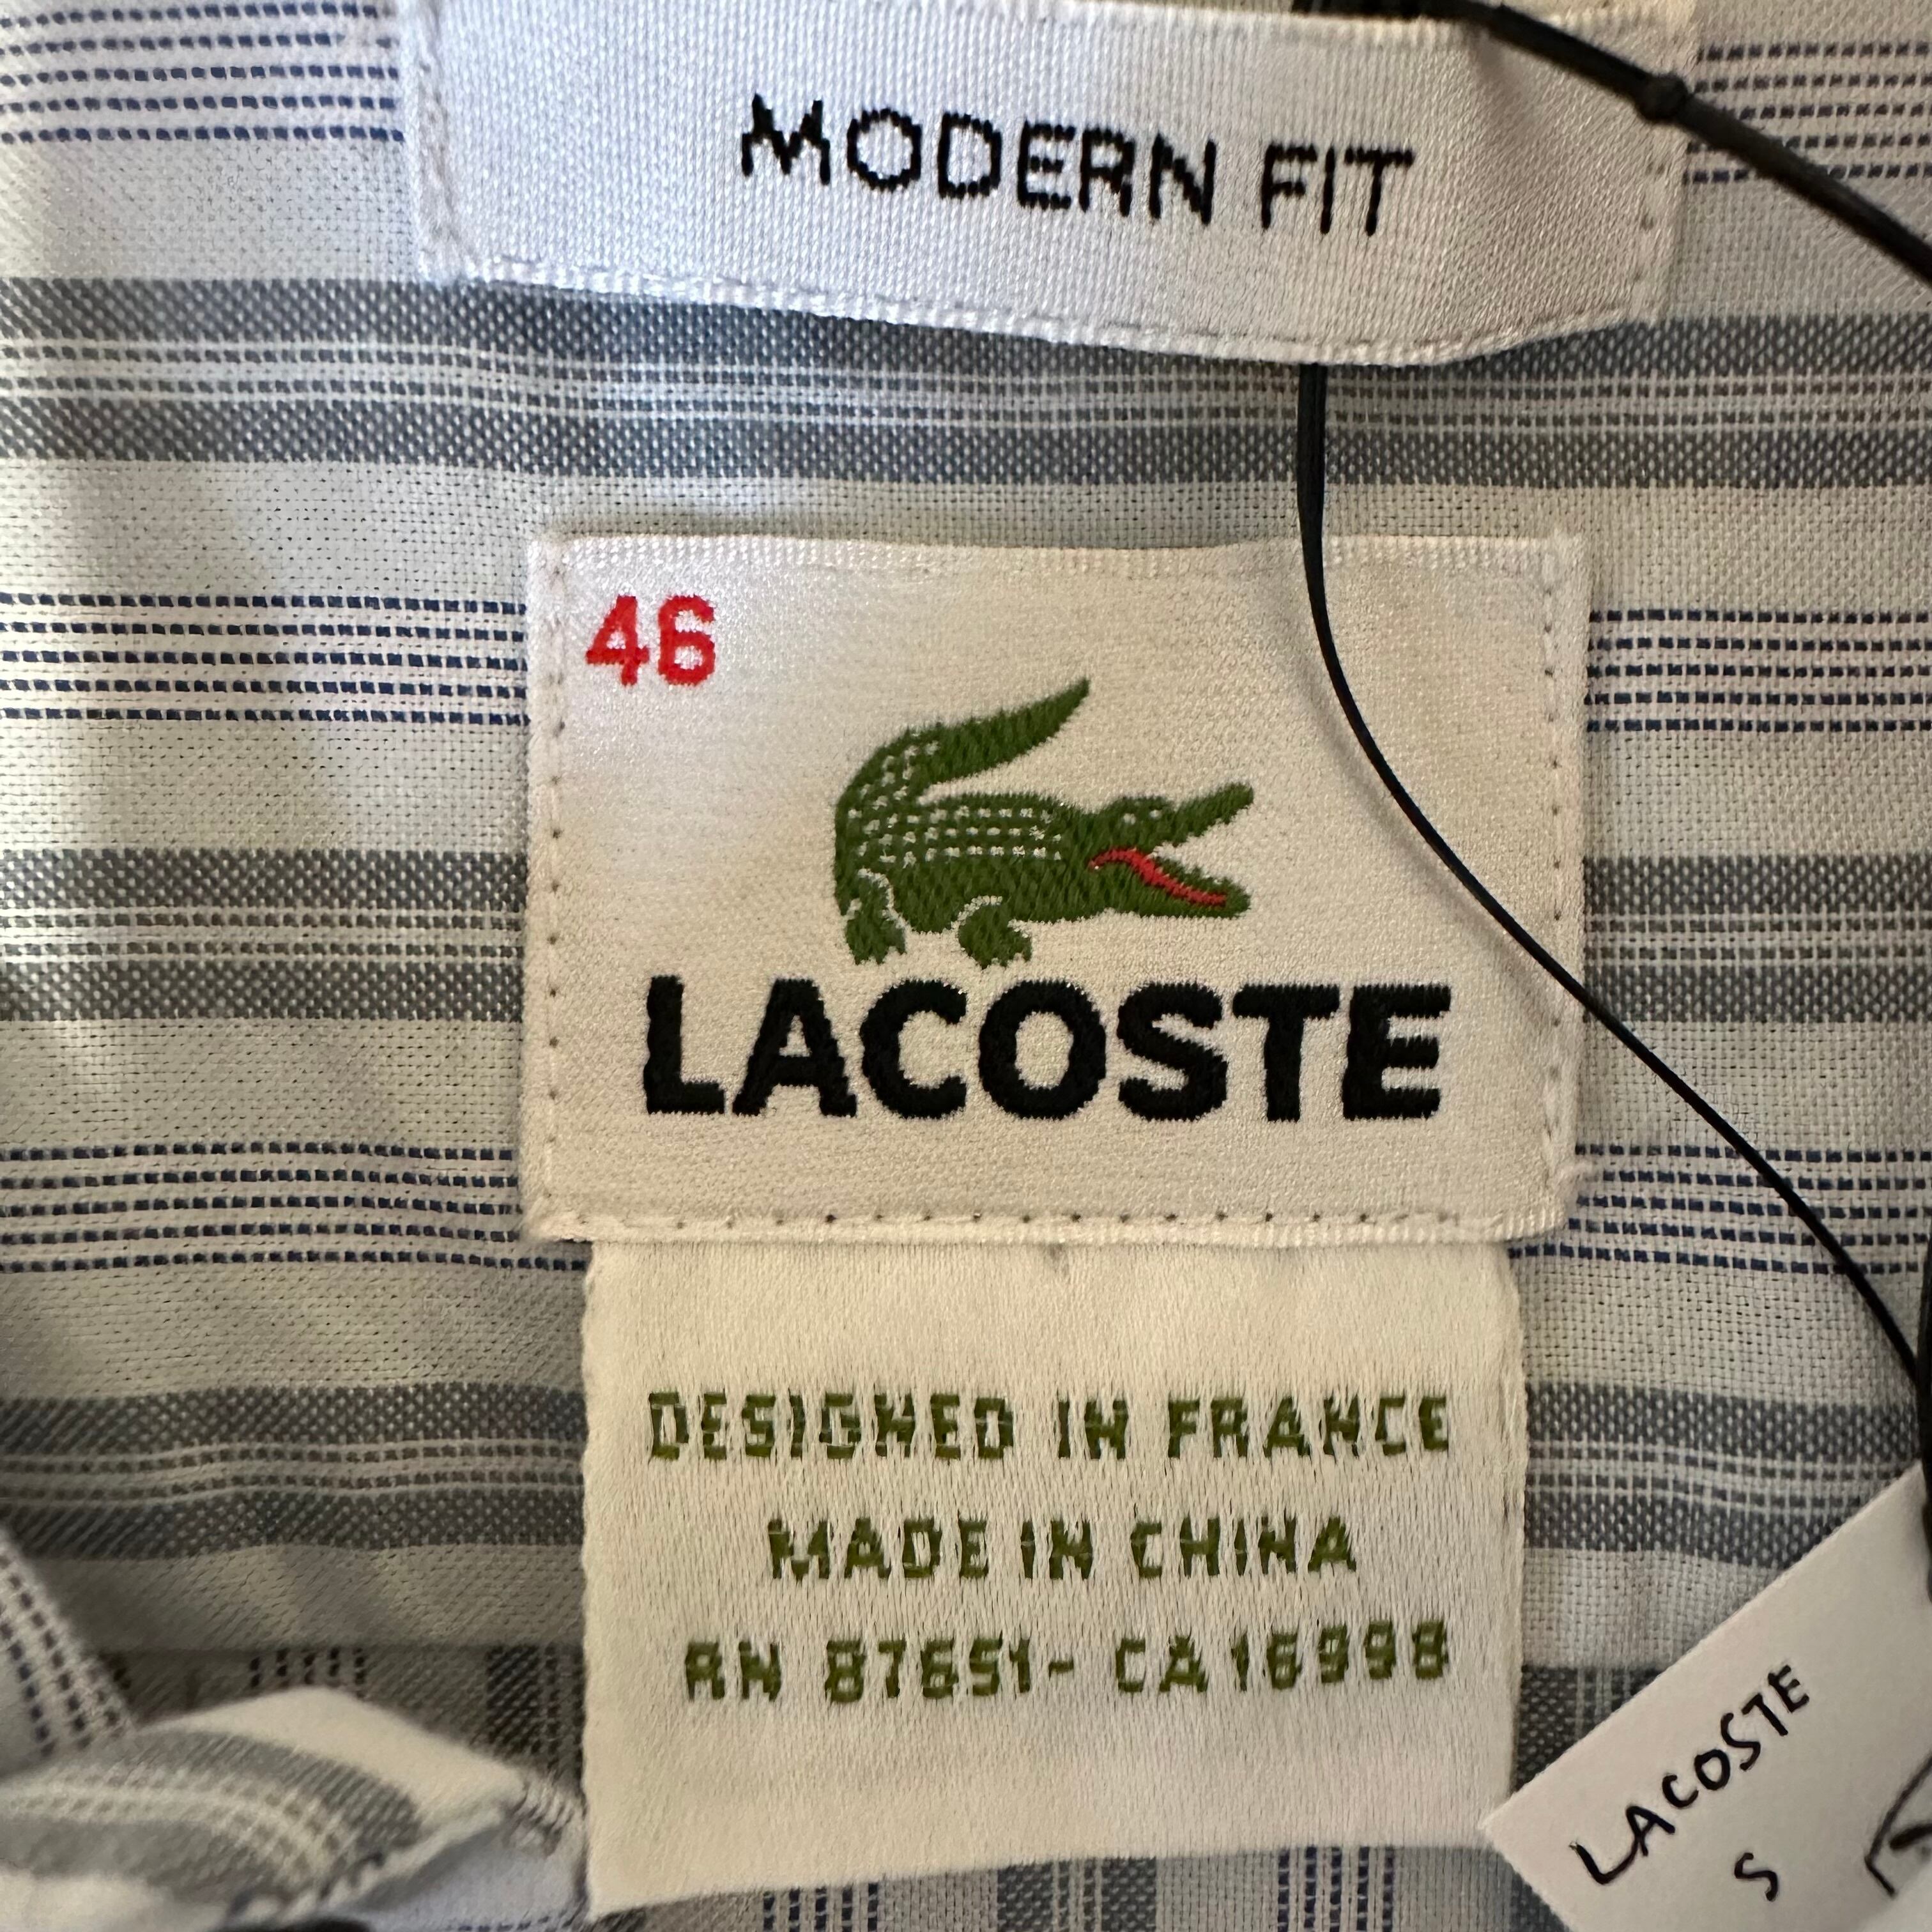 MODERN FIT
46
LACOSTE
DESIGNED IN FRANCE
MADE IN CHINA
RN 87651- CA16998
LACOSTE
S